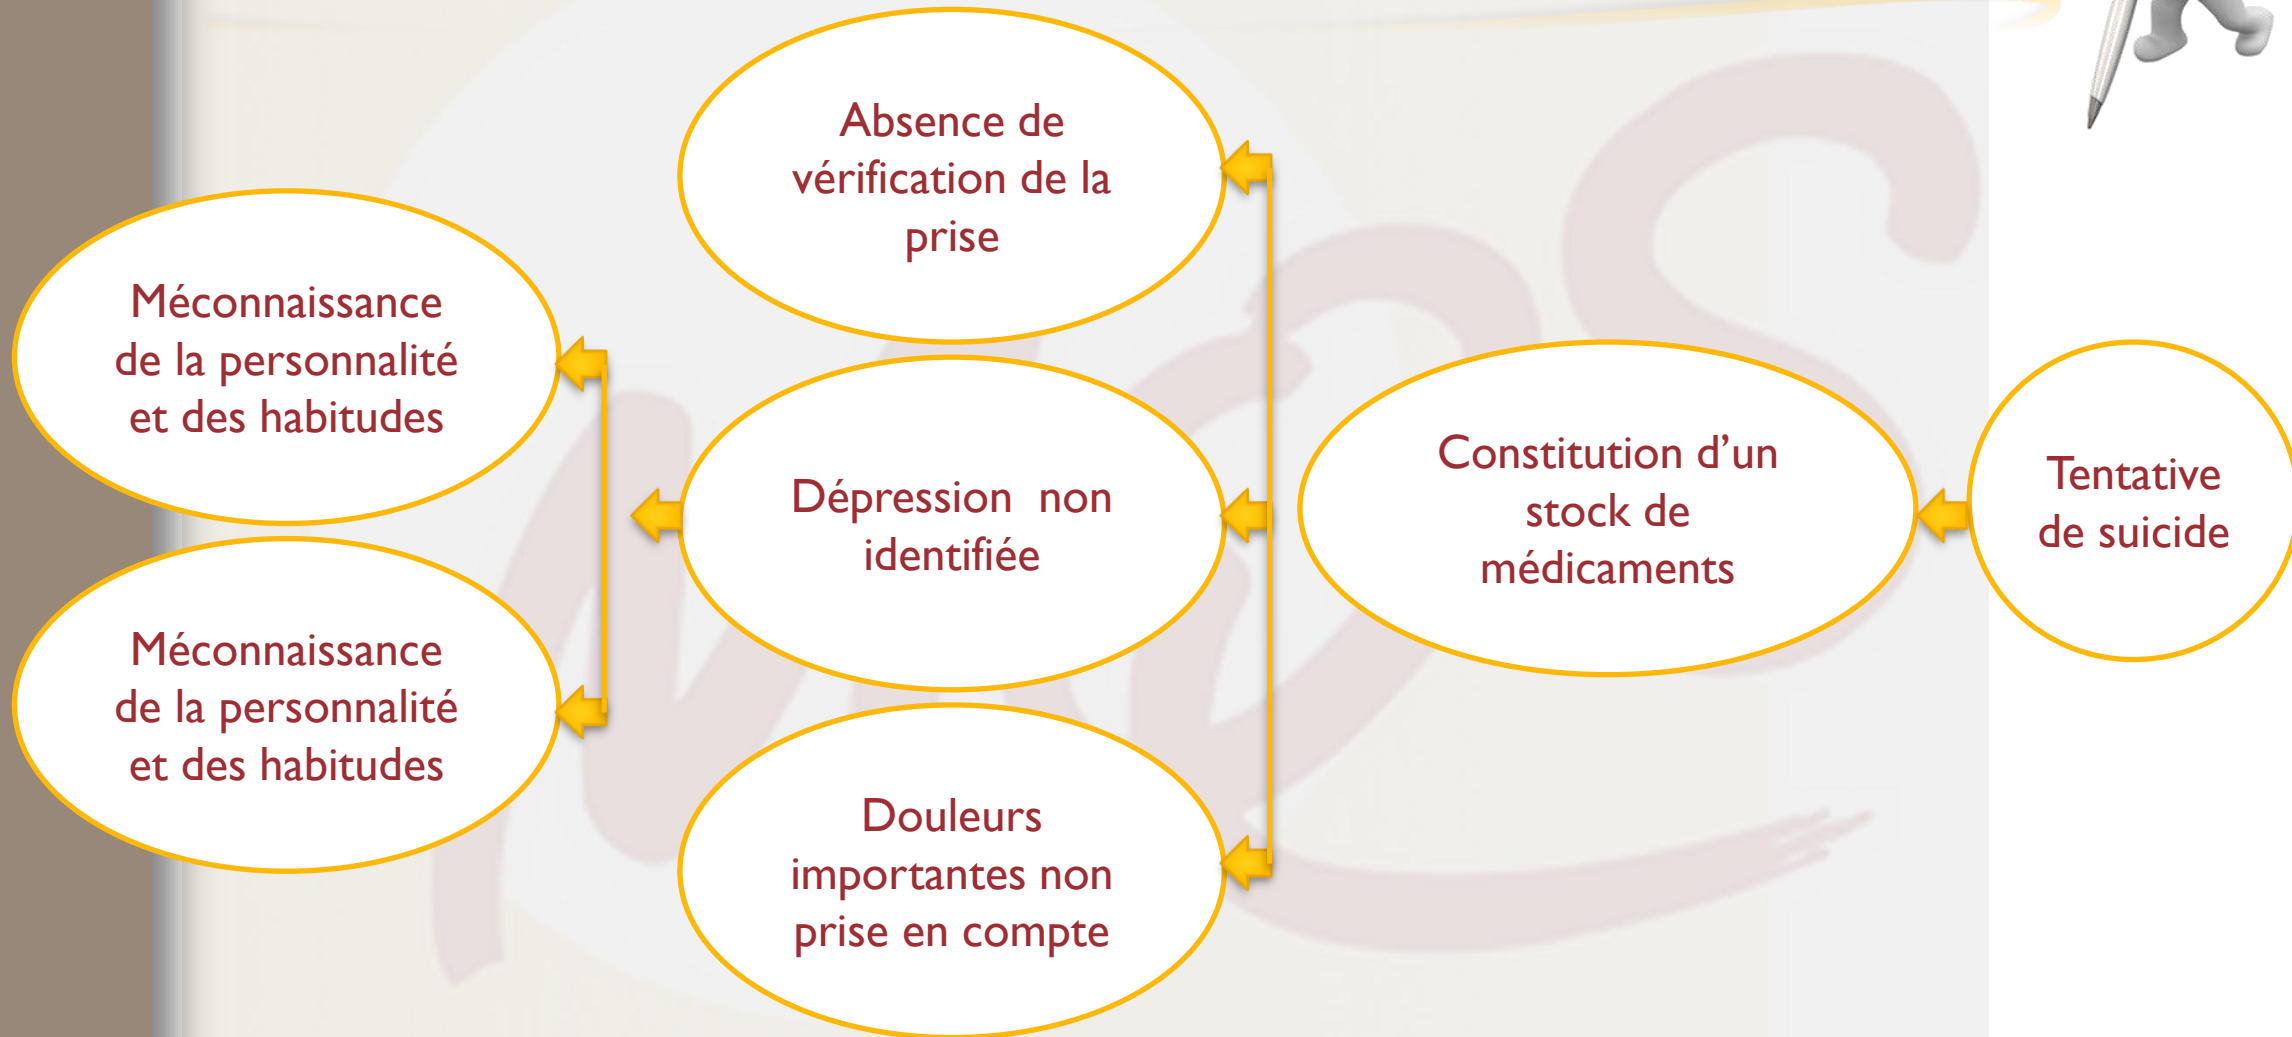 Absence de
vérification de la
prise
Méconnaissance
de la personnalité
et des habitudes
Dépression non
identifiée
Constitution d’un
stock de
médicaments
Tentative
de suicide
Méconnaissance
de la personnalité
et des habitudes
Douleurs
importantes non
prise en compte